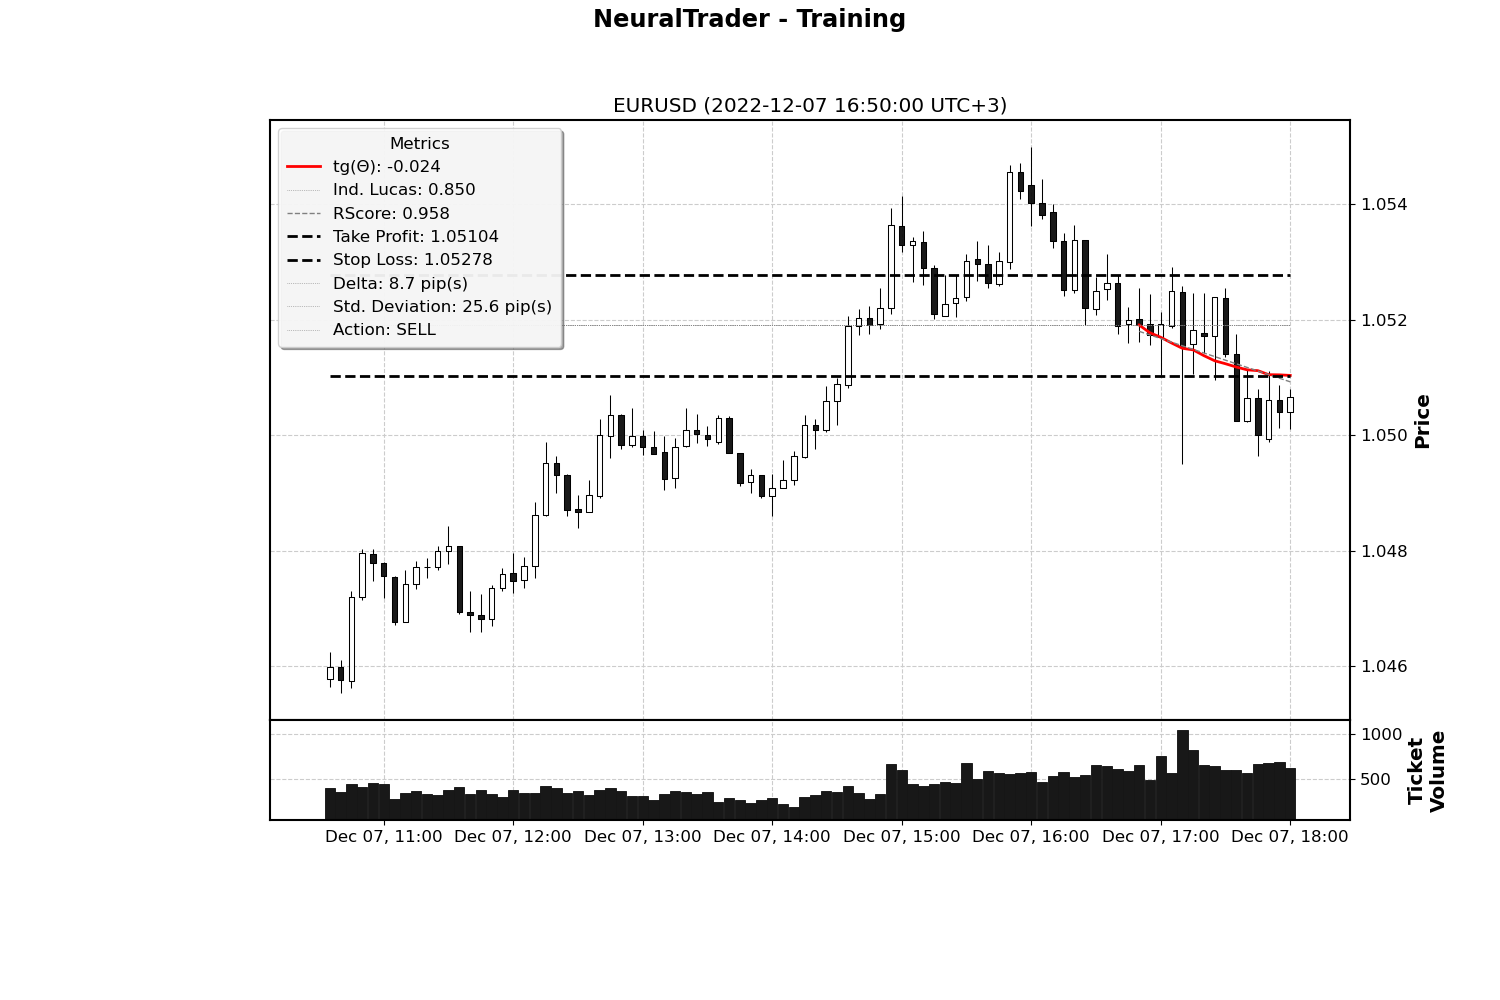 NeuralTrader - Training
EURUSD (2022-12-07 16:50:00 UTC+3)
Metrics
tg(Θ): -0.024
Ind. Lucas: 0.850
RScore: 0.958
Take Profit: 1.05104
Stop Loss: 1.05278
Delta: 8.7 pip(s)
Std. Deviation: 25.6 pip(s)
Action: SELL
1.054
1.052
1.050
1.048
1.046
Price
1000
500
Ticket
Volume
Dec 07, 11:00 Dec 07, 12:00 Dec 07, 13:00 Dec 07, 14:00 Dec 07, 15:00 Dec 07, 16:00 Dec 07, 17:00 Dec 07, 18:00